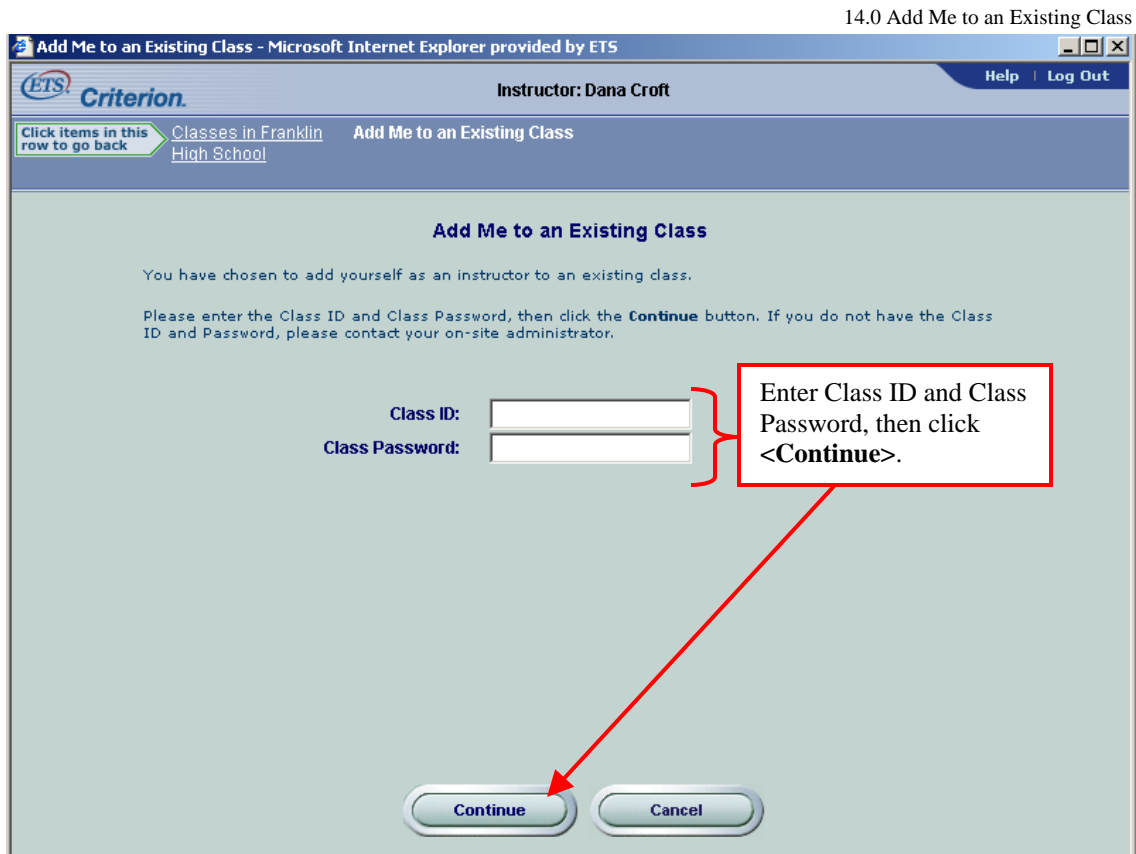 14.0 Add Me to an Existing Class
Add Me to an Existing Class - Microsoft Internet Explorer provided by ETS
ETS Criterion.
Instructor: Dana Croft
Help | Log Out
Click items in this
row to go back
Classes in Franklin
High School
Add Me to an Existing Class
Add Me to an Existing Class
You have chosen to add yourself as an instructor to an existing class.
Please enter the Class ID and Class Password, then click the Continue button. If you do not have the Class
ID and Password, please contact your on-site administrator.
Enter Class ID and Class
Password, then click
<Continue>.
Class ID:
Class Password:
Continue
Cancel